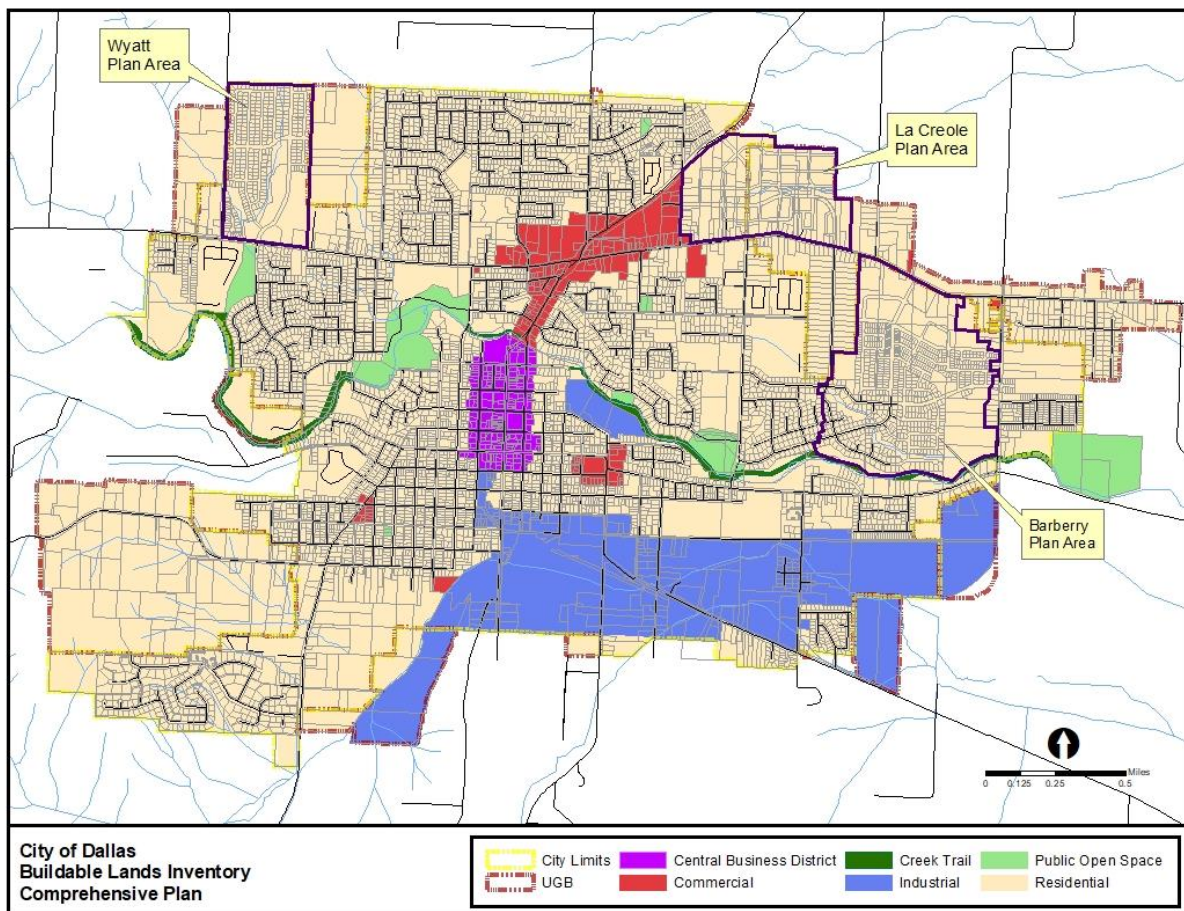 Wyatt
Plan Area
La Creole
Plan Area
Barberry
Plan Area
0 0.125 0.25 0.5 Miles
City of Dallas
Buildable Lands Inventory
Comprehensive Plan
City Limits Central Business District Creek Trail Public Open Space
UGB Commercial Industrial Residential